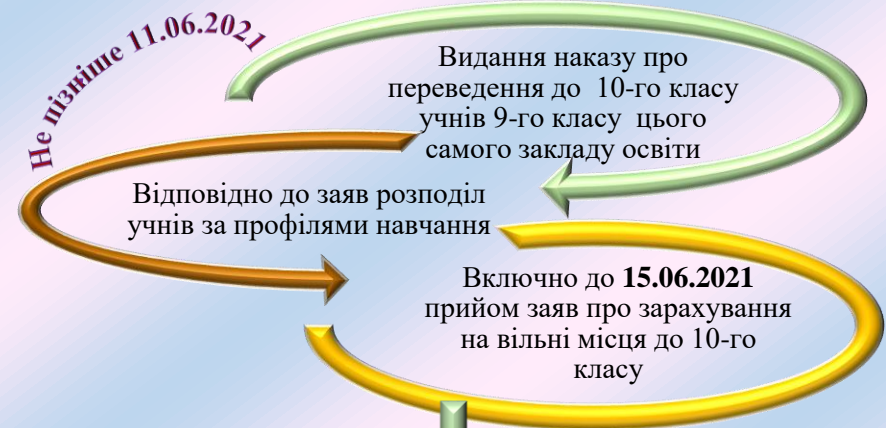 Не пізніше 11.06.2021
Видання наказу про
переведення до 10-го класу
учнів 9-го класу цього
самого закладу освіти
Відповідно до заяв розподіл
учнів за профілями навчання
Включно до 15.06.2021
прийом заяв про зарахування
на вільні місця до 10-го
класу